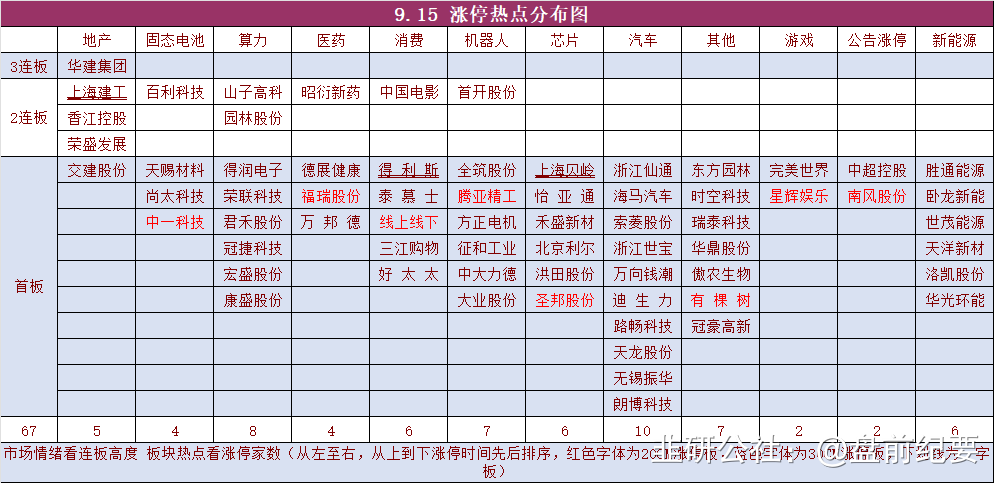 9.15 涨停热点分布图
地产 固态电池 算力 医药 消费 机器人 芯片 汽车 其他 游戏 公告涨停 新能源
3连板 华建集团
上海建工 百利科技 山子高科 昭衍新药 中国电影 首开股份
2连板 香江控股 园林股份
荣盛发展
交建股份 天赐材料 得润电子 德展健康 得利斯 全筑股份 上海贝岭 浙江仙通 东方园林 完美世界 中超控股 胜通能源
尚太科技 荣联科技 福瑞股份 泰慕士 腾亚精工 怡亚通 海马汽车 时空科技 星辉娱乐 南风股份 卧龙新能
中一科技 君禾股份 万邦德 线上线下 方正电机 禾盛新材 索菱股份 瑞泰科技 世茂能源
冠捷科技 三江购物 征和工业 北京利尔 浙江世宝 华鼎股份 天洋新材
首板 宏盛股份 好太太 中大力德 洪田股份 万向钱潮 傲农生物 洛凯股份
康盛股份 大业股份 圣邦股份 迪生力 有棵树 华光环能
路畅科技 冠豪高新
天龙股份
无锡振华
朗博科技
67 5 4 8 4 6 7 6 10 7 2 2 6
市场情绪看连板高度 板块热点看涨停家数（从左至右，从上到下涨停时间先后排序，红色字体为20
字
板）
公社：@盘前纪要